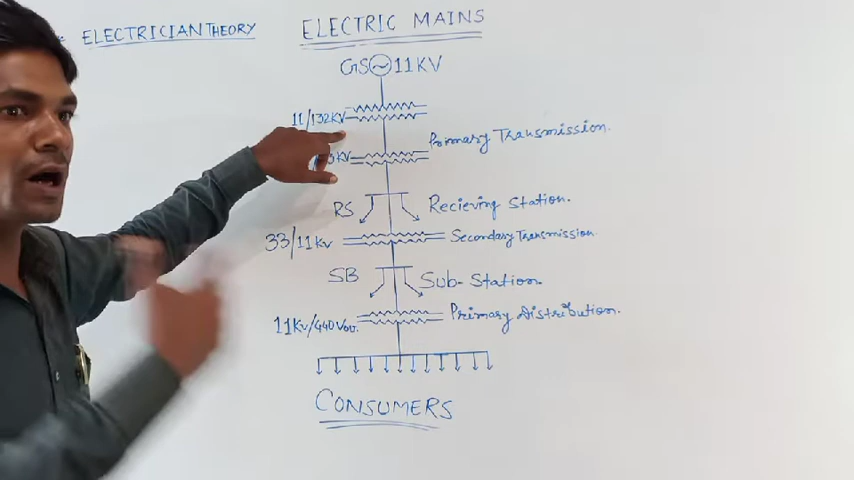 ELECTRICIAN THEORY
ELECTRIC MAINS
GS 11KV
11/132KV
Primary Transmission.
RS Recieving Station.
33/11KV Secondary Transmission.
SB Sub-Station.
11KV/440 Primary distribution.
CONSUMERS